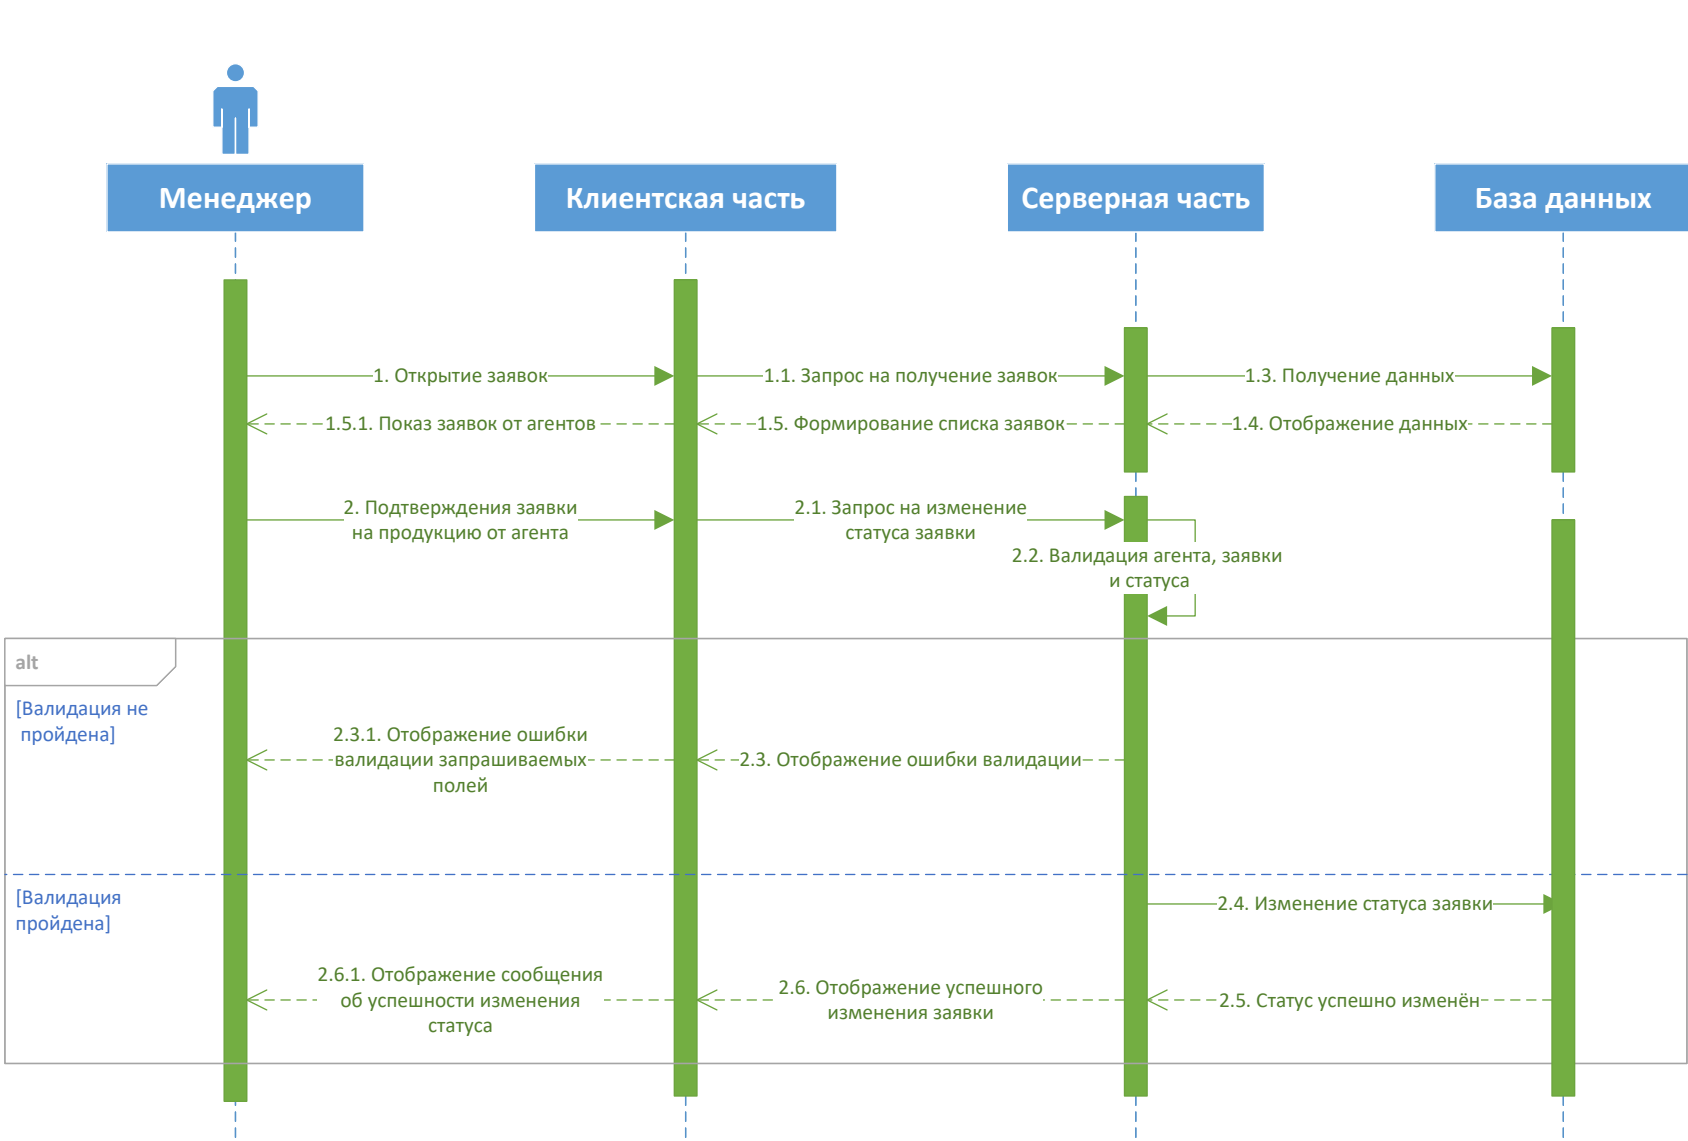 Менеджер
Клиентская часть
Серверная часть
База данных
1. Открытие заявок
1.1. Запрос на получение заявок
1.3. Получение данных
1.5.1. Показ заявок от агентов
1.5. Формирование списка заявок
1.4. Отображение данных
2. Подтверждения заявки
на продукцию от агента
2.1. Запрос на изменение
статуса заявки
2.2. Валидация агента, заявки
и статуса
alt
[Валидация не
пройдена]
2.3.1. Отображение ошибки
валидации запрашиваемых
полей
2.3. Отображение ошибки валидации
[Валидация
пройдена]
2.4. Изменение статуса заявки
2.6.1. Отображение сообщения
об успешности изменения
статуса
2.6. Отображение успешного
изменения заявки
2.5. Статус успешно изменён